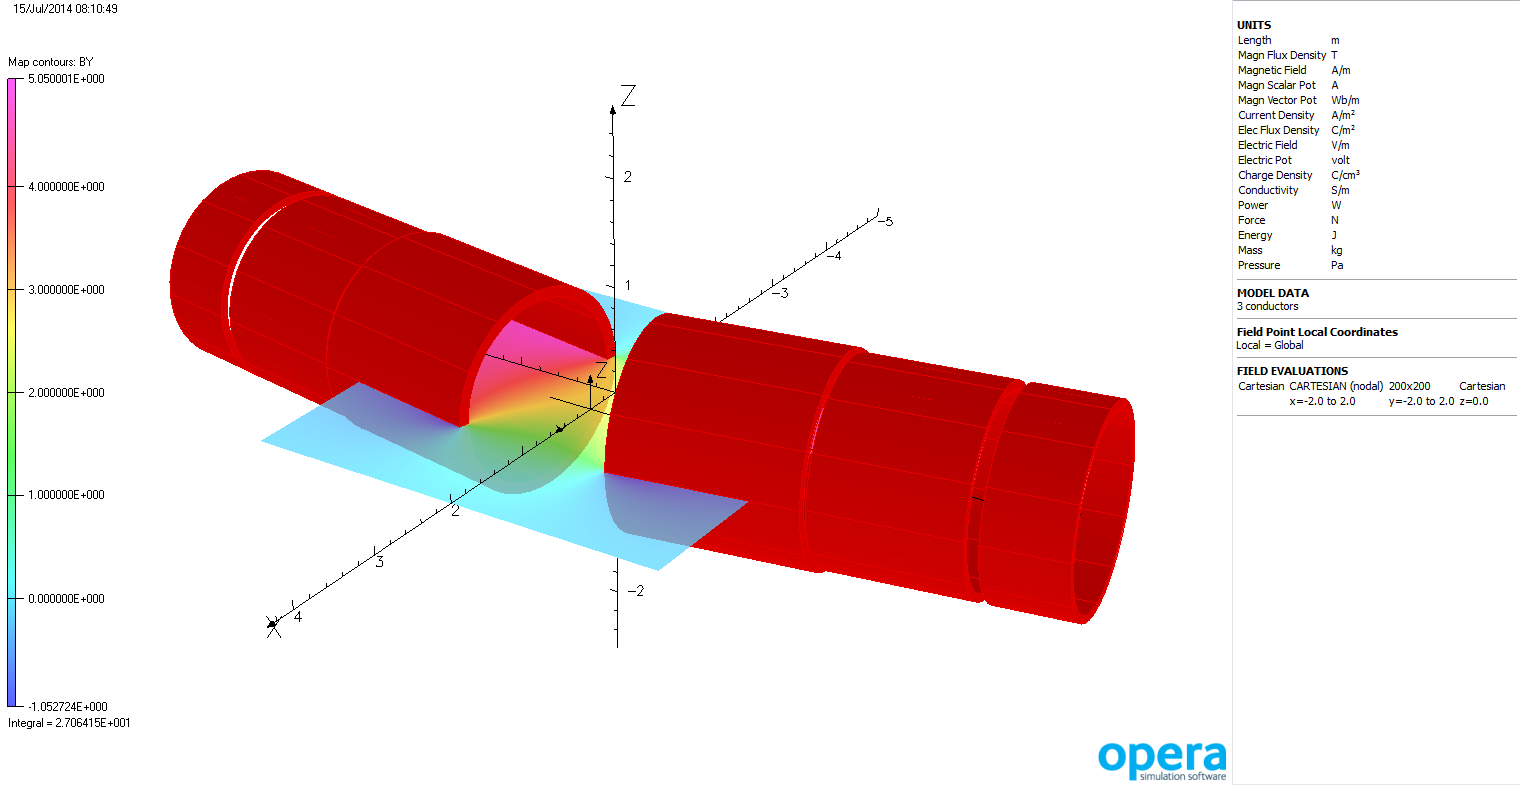 15/Jul/2014 08:10:49
Map contours: BY
5.050001E+000
4.000000E+000
3.000000E+000
2.000000E+000
1.000000E+000
0.000000E+000
-1.052724E+000
Integral = 2.706415E+001
Z
2
1
-5
-4
-3
Z
2
3
4
X
-2
UNITS
Length m
Magn Flux Density T
Magnetic Field A/m
Magn Scalar Pot A
Magn Vector Pot Wb/m
Current Density A/m²
Elec Flux Density C/m²
Electric Field V/m
Electric Pot volt
Charge Density C/cm³
Conductivity S/m
Power W
Force N
Energy J
Mass kg
Pressure Pa
MODEL DATA
3 conductors
Field Point Local Coordinates
Local = Global
FIELD EVALUATIONS
Cartesian CARTESIAN (nodal) 200x200 Cartesian
x=-2.0 to 2.0 y=-2.0 to 2.0 z=0.0
opera
simulation software